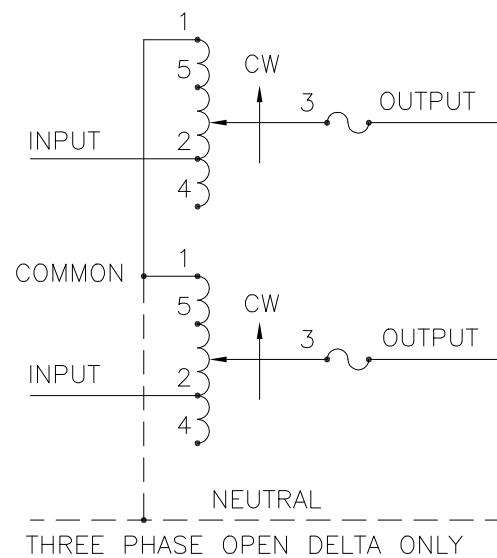 1
5
CW
3
OUTPUT
INPUT
2
4
1
COMMON
5
CW
3
OUTPUT
INPUT
2
4
NEUTRAL
THREE PHASE OPEN DELTA ONLY